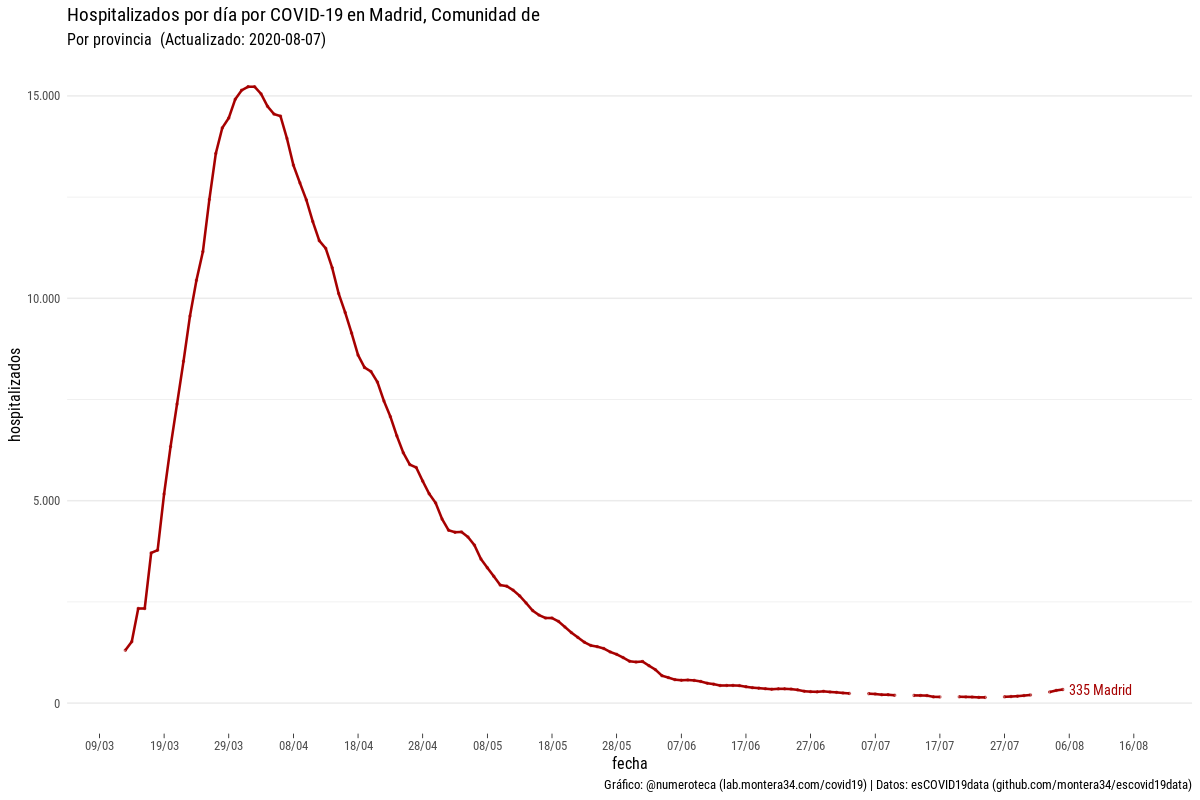 Hospitalizados por día por COVID-19 en Madrid, Comunidad de
Por provincia  (Actualizado: 2020-08-07)
hospitalizados
15.000
10.000
5.000
0
335 Madrid
09/03 19/03 29/03 08/04 18/04 28/04 08/05 18/05 28/05 07/06 17/06 27/06 07/07 17/07 27/07 06/08 16/08
fecha
Gráfico: @numeroteca (lab.montera34.com/covid19) | Datos: esCOVID19data (github.com/montera34/escovid19data)